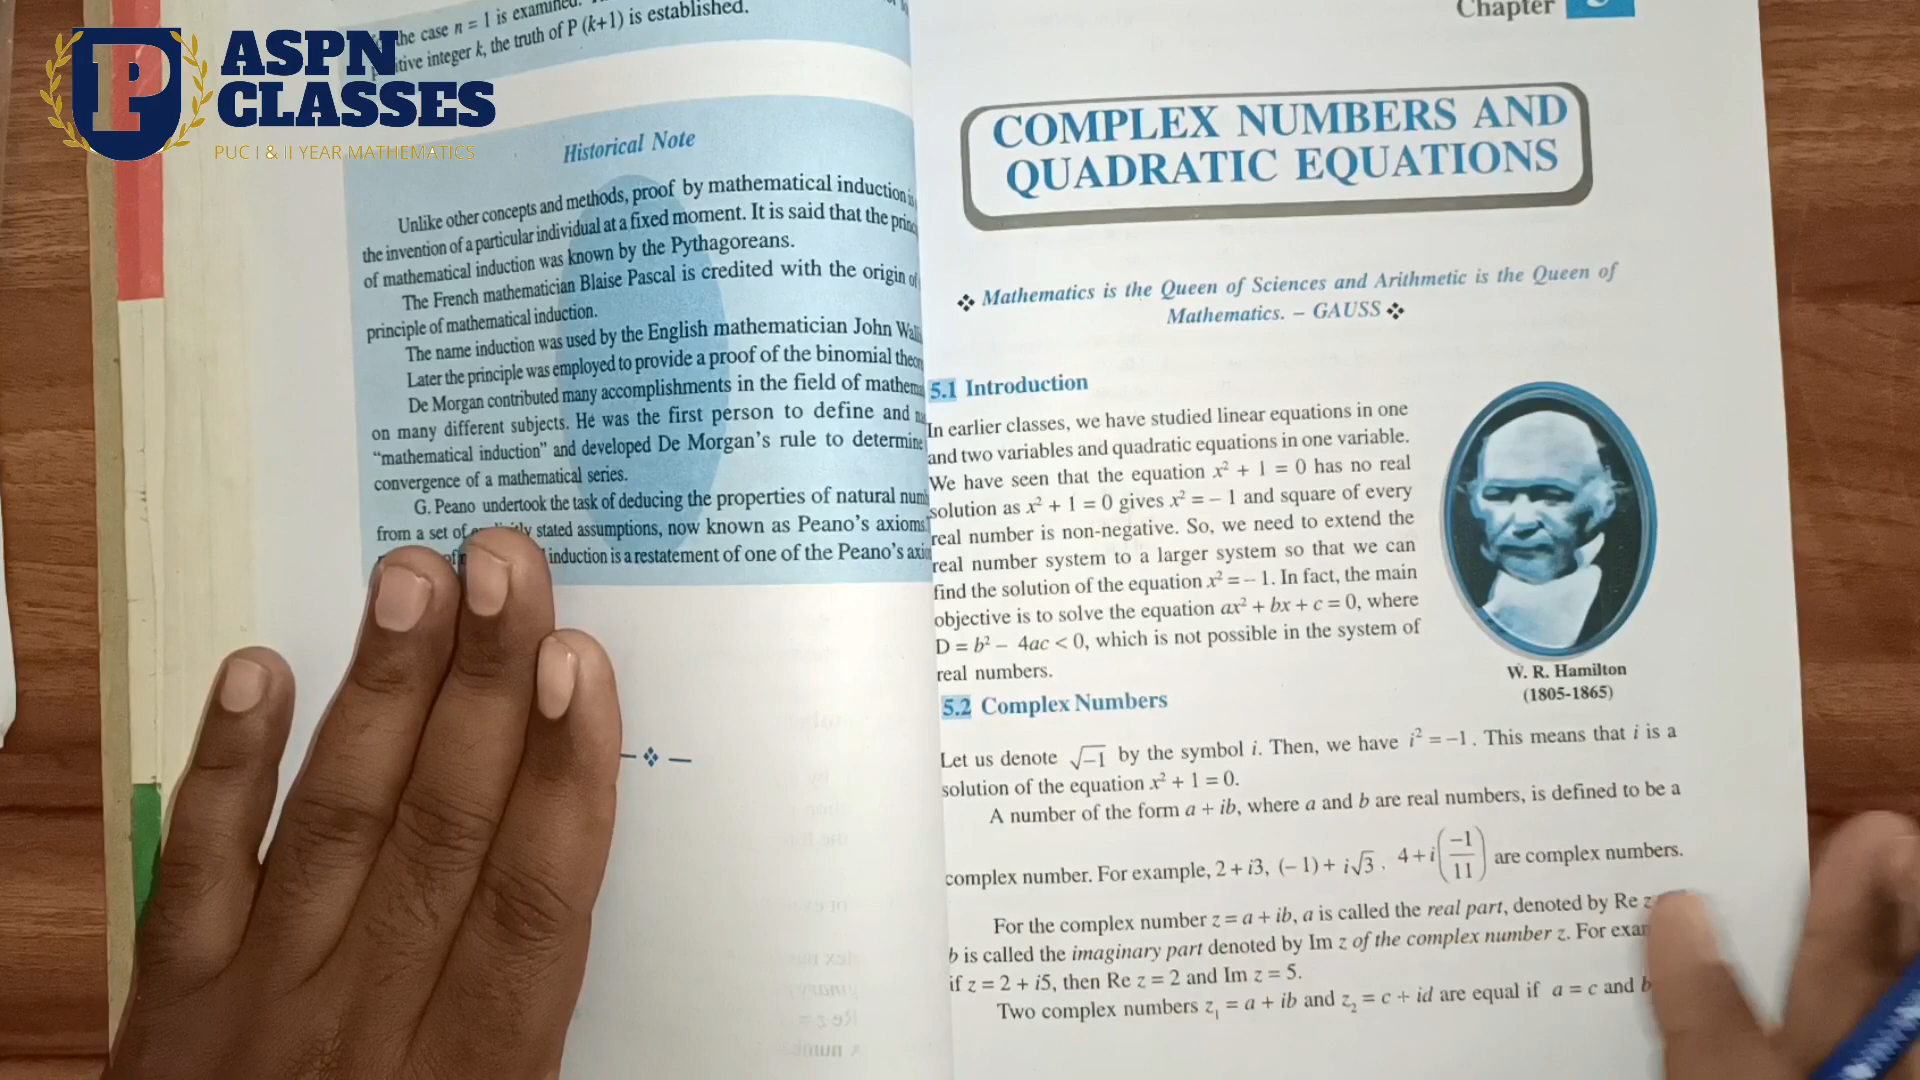 ASPN
CLASSES
PUC I & II YEAR MATHEMATICS
the case n = 1 is examined.
integer k, the truth of P (k+1) is established.
Historical Note
Unlike other concepts and methods, proof by mathematical induction is
the invention of a particular individual at a fixed moment. It is said that the
of mathematical induction was known by the Pythagoreans.
The French mathematician Blaise Pascal is credited with the origin of
principle of mathematical induction.
The name induction was used by the English mathematician John
Later the principle was employed to provide a proof of the binomial
De Morgan contributed many accomplishments in the field of
on many different subjects. He was the first person to define and
“mathematical induction” and developed De Morgan’s rule to determine
convergence of a mathematical series.
G. Peano undertook the task of deducing the properties of natural
from a set of stated assumptions, now known as Peano’s axioms.
induction is a restatement of one of the Peano’s
Chapter
COMPLEX NUMBERS AND
QUADRATIC EQUATIONS
❖ Mathematics is the Queen of Sciences and Arithmetic is the Queen of
Mathematics. – GAUSS ❖
5.1 Introduction
In earlier classes, we have studied linear equations in one
and two variables and quadratic equations in one variable.
We have seen that the equation x² + 1 = 0 has no real
solution as x² + 1 = 0 gives x² = – 1 and square of every
real number is non-negative. So, we need to extend the
real number system to a larger system so that we can
find the solution of the equation x² = – 1. In fact, the main
objective is to solve the equation ax² + bx + c = 0, where
D = b² – 4ac < 0, which is not possible in the system of
real numbers.
W. R. Hamilton
(1805-1865)
5.2 Complex Numbers
Let us denote √−1 by the symbol i. Then, we have i² = −1. This means that i is a
solution of the equation x² + 1 = 0.
A number of the form a + ib, where a and b are real numbers, is defined to be a
complex number. For example, 2 + i3, (– 1) + i√3, 4 + i(−1/11) are complex numbers.
For the complex number z = a + ib, a is called the real part, denoted by Re z
b is called the imaginary part denoted by Im z of the complex number z. For
if z = 2 + i5, then Re z = 2 and Im z = 5.
Two complex numbers z₁ = a + ib and z₂ = c + id are equal if a = c and b